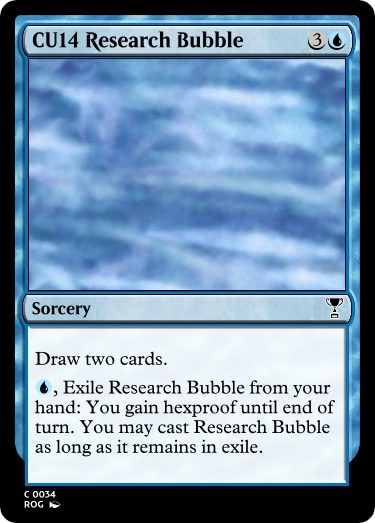 CU14 Research Bubble 3
Sorcery
Draw two cards.
, Exile Research Bubble from your
hand: You gain hexproof until end of
turn. You may cast Research Bubble
as long as it remains in exile.
C 0034
ROG